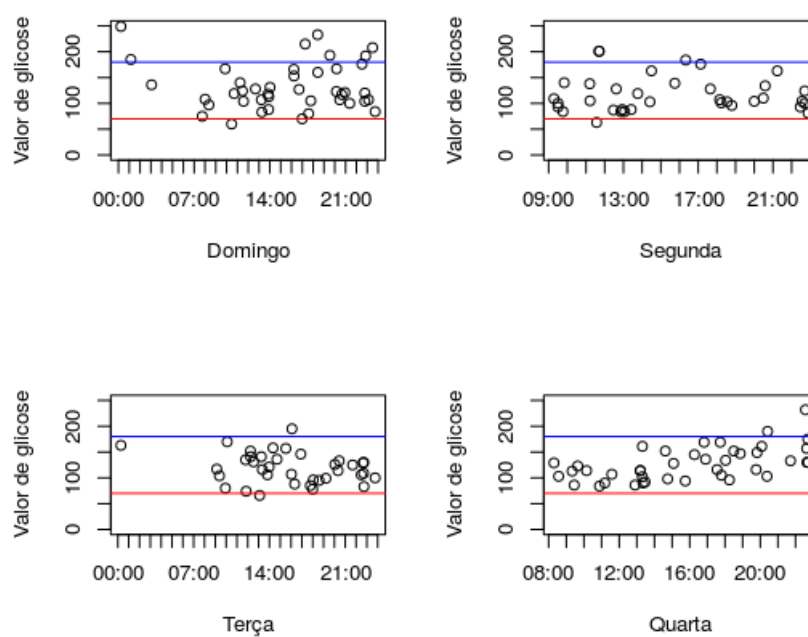 Valor de glicose
200
100
0
00:00 07:00 14:00 21:00
Domingo
Valor de glicose
200
100
0
09:00 13:00 17:00 21:00
Segunda
Valor de glicose
200
100
0
00:00 07:00 14:00 21:00
Terça
Valor de glicose
200
100
0
08:00 12:00 16:00 20:00
Quarta